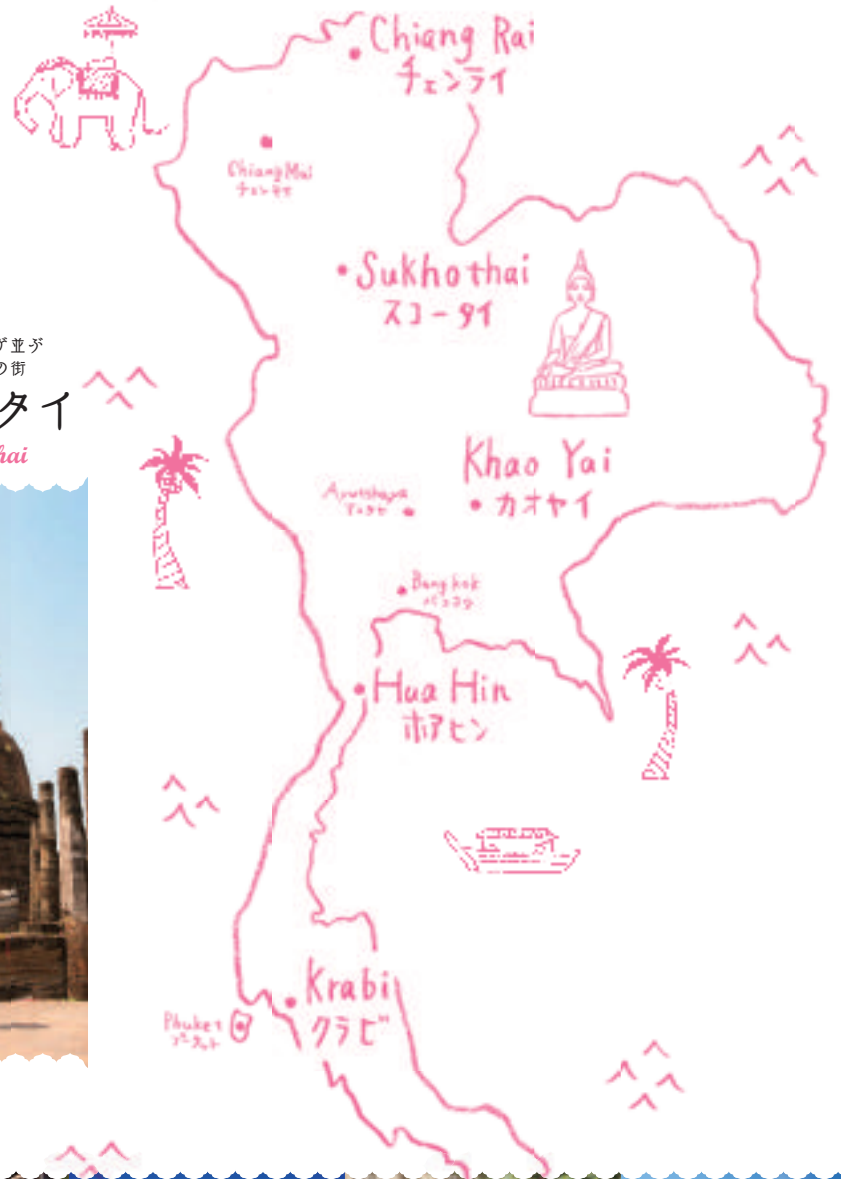 Chiang Rai
チェンライ
Chiang Mai
チェンマイ
Sukhothai
スコータイ
並ぶ
の街
タイ
hai
Khao Yai
カオヤイ
Ayutthaya
アユタヤ
Bangkok
バンコク
Hua Hin
ホアヒン
Krabi
クラビ
Phuket
プーケット